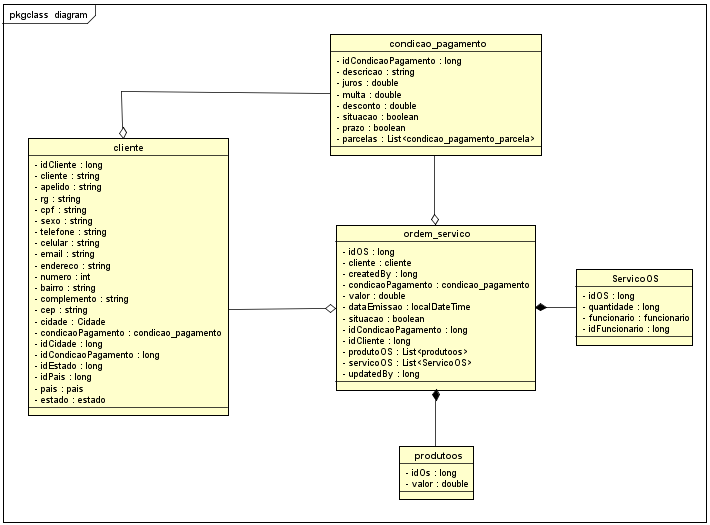 pkgclass diagram
condicao_pagamento
- idCondicaoPagamento : long
- descricao : string
- juros : double
- multa : double
- desconto : double
- situacao : boolean
- prazo : boolean
- parcelas : List<condicao_pagamento_parcela>
cliente
- idCliente : long
- cliente : string
- apelido : string
- rg : string
- cpf : string
- sexo : string
- telefone : string
- celular : string
- email : string
- endereco : string
- numero : int
- bairro : string
- complemento : string
- cep : string
- cidade : Cidade
- condicaoPagamento : condicao_pagamento
- idCidade : long
- idCondicaoPagamento : long
- idEstado : long
- idPais : long
- pais : pais
- estado : estado
ordem_servico
- idOS : long
- cliente : cliente
- createdBy : long
- condicaoPagamento : condicao_pagamento
- valor : double
- dataEmissao : localDateTime
- situacao : boolean
- idCondicaoPagamento : long
- idCliente : long
- produtoOS : List<produtoos>
- servicoOS : List<ServicoOS>
- updatedBy : long
ServicoOS
- idOS : long
- quantidade : long
- funcionario : funcionario
- idFuncionario : long
produtoos
- idOs : long
- valor : double